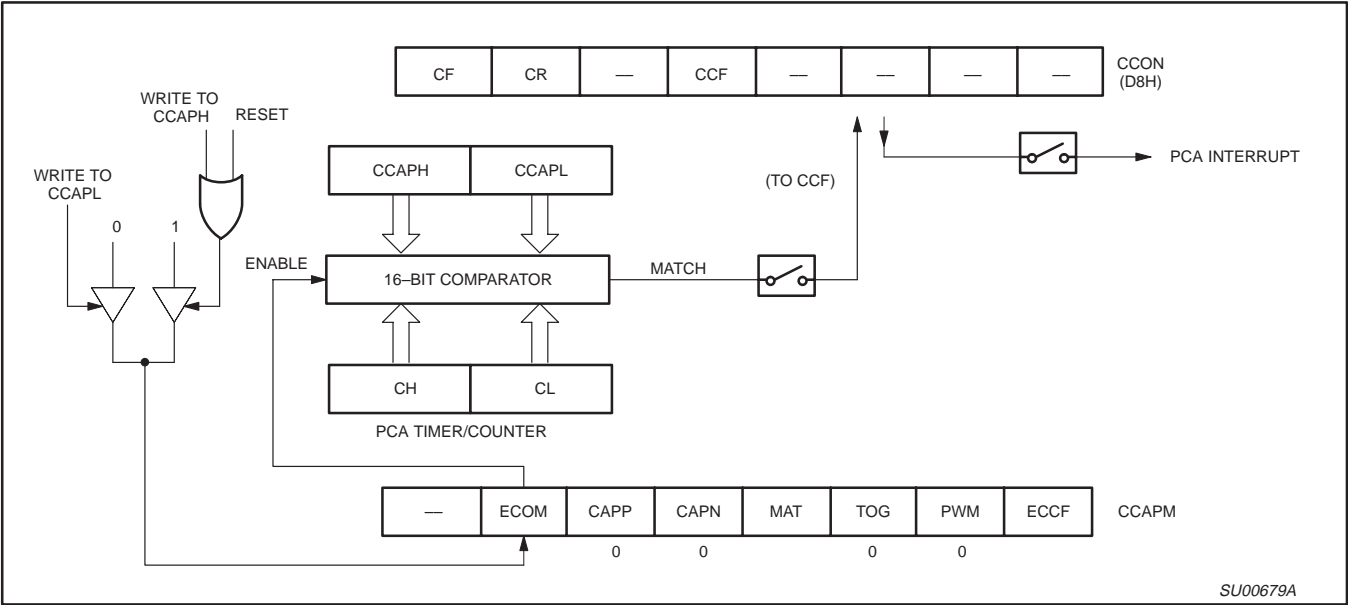 CF CR — CCF — — — — CCON
(D8H)
WRITE TO
CCAPH
RESET
WRITE TO
CCAPL
0 1
CCAPH CCAPL
(TO CCF)
PCA INTERRUPT
ENABLE
16–BIT COMPARATOR
MATCH
CH CL
PCA TIMER/COUNTER
— ECOM CAPP CAPN MAT TOG PWM ECCF CCAPM
0 0 0 0
SU00679A